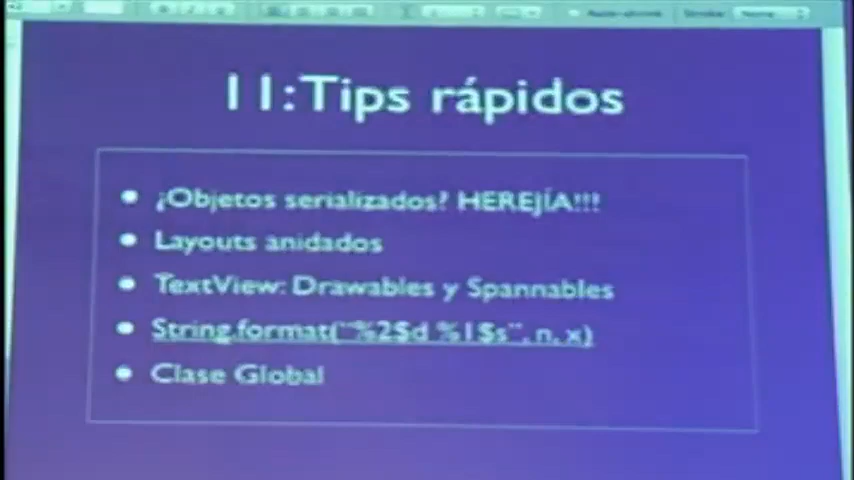 11:Tips rápidos
¿Objetos serializados? HEREJÍA!!!
Layouts anidados
TextView: Drawables y Spannables
String.format("%2$d %1$s", n, x)
Clase Global